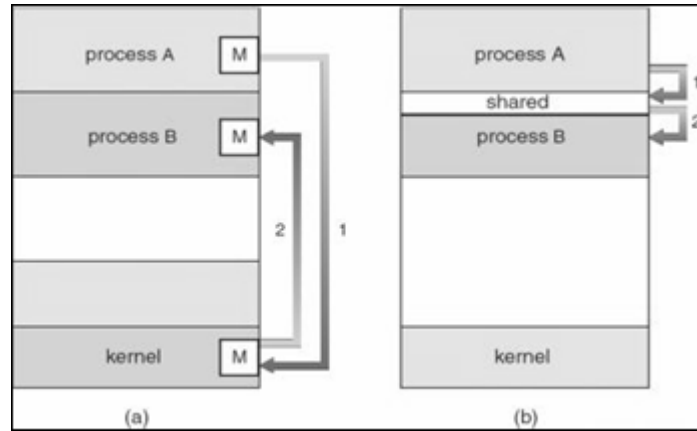 process A
M
process B
M
2
1
kernel
M
(a)
process A
1
shared
2
process B
kernel
(b)